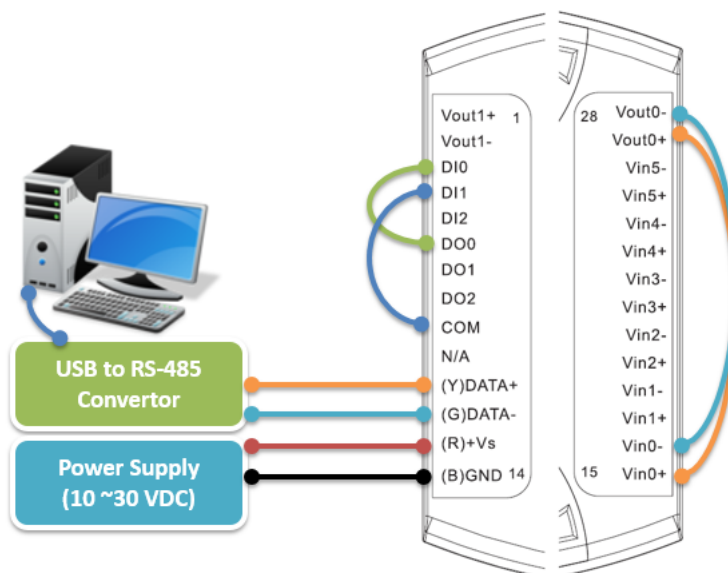 Vout1+ 1
Vout1-
DI0
DI1
DI2
DO0
DO1
DO2
COM
N/A
(Y)DATA+
(G)DATA-
(R)+Vs
(B)GND 14
28 Vout0-
Vout0+
Vin5-
Vin5+
Vin4-
Vin4+
Vin3-
Vin3+
Vin2-
Vin2+
Vin1-
Vin1+
Vin0-
15 Vin0+
USB to RS-485
Convertor
Power Supply
(10 ~30 VDC)